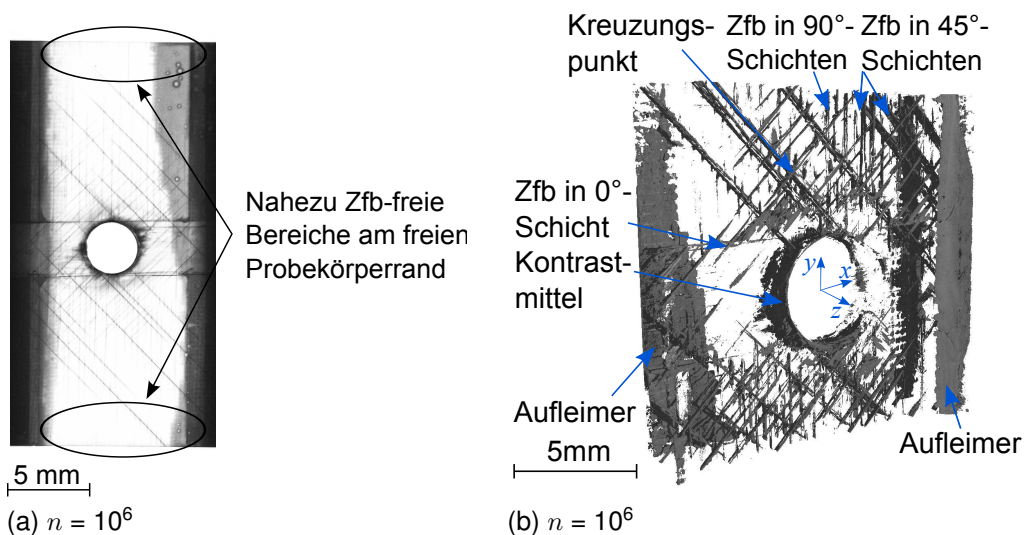 Nahezu Zfb-freie
Bereiche am freien
Probekörperrand
5 mm
(a) n = 10⁶
Kreuzungs-
punkt
Zfb in 90°-
Schichten
Zfb in 45°-
Schichten
Zfb in 0°-
Schicht
Kontrast-
mittel
y
x
z
Aufleimer
5mm
Aufleimer
(b) n = 10⁶